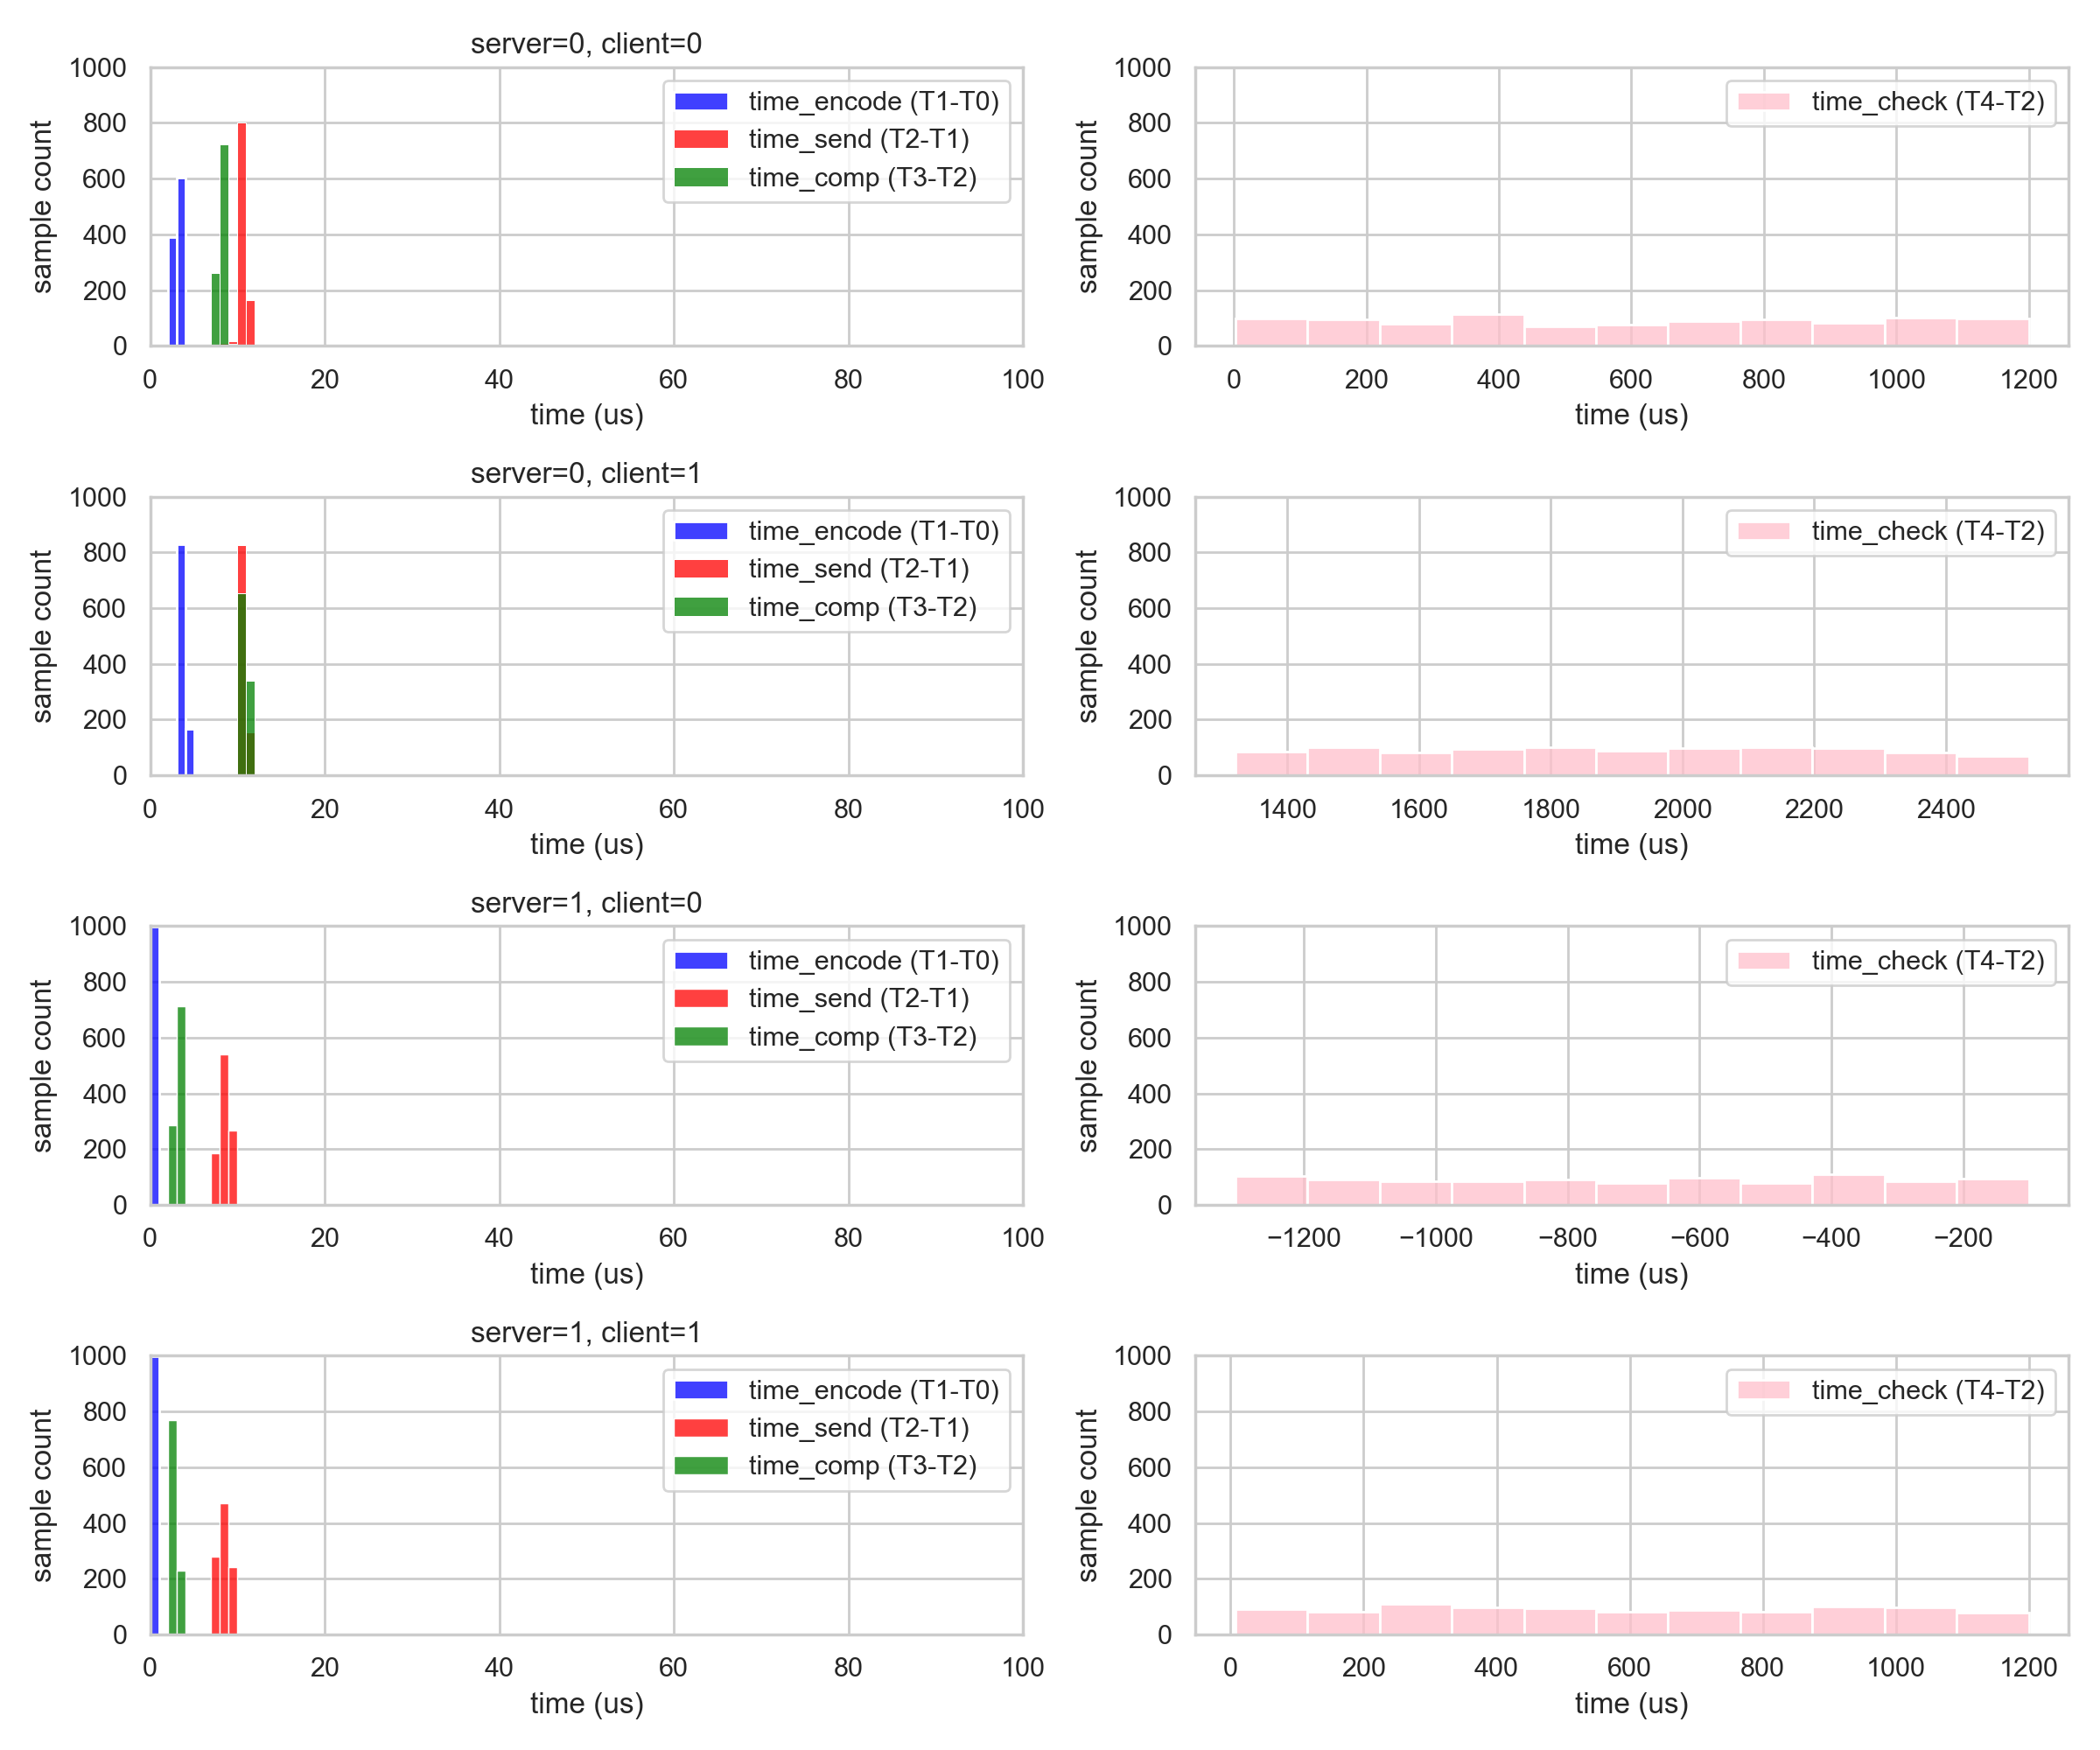 server=0, client=0
1000
800
600
400
200
0
sample count
time_encode (T1-T0)
time_send (T2-T1)
time_comp (T3-T2)
0 20 40 60 80 100
time (us)
1000
800
600
400
200
0
sample count
time_check (T4-T2)
0 200 400 600 800 1000 1200
time (us)
server=0, client=1
1000
800
600
400
200
0
sample count
time_encode (T1-T0)
time_send (T2-T1)
time_comp (T3-T2)
0 20 40 60 80 100
time (us)
1000
800
600
400
200
0
sample count
time_check (T4-T2)
1400 1600 1800 2000 2200 2400
time (us)
server=1, client=0
1000
800
600
400
200
0
sample count
time_encode (T1-T0)
time_send (T2-T1)
time_comp (T3-T2)
0 20 40 60 80 100
time (us)
1000
800
600
400
200
0
sample count
time_check (T4-T2)
−1200 −1000 −800 −600 −400 −200
time (us)
server=1, client=1
1000
800
600
400
200
0
sample count
time_encode (T1-T0)
time_send (T2-T1)
time_comp (T3-T2)
0 20 40 60 80 100
time (us)
1000
800
600
400
200
0
sample count
time_check (T4-T2)
0 200 400 600 800 1000 1200
time (us)